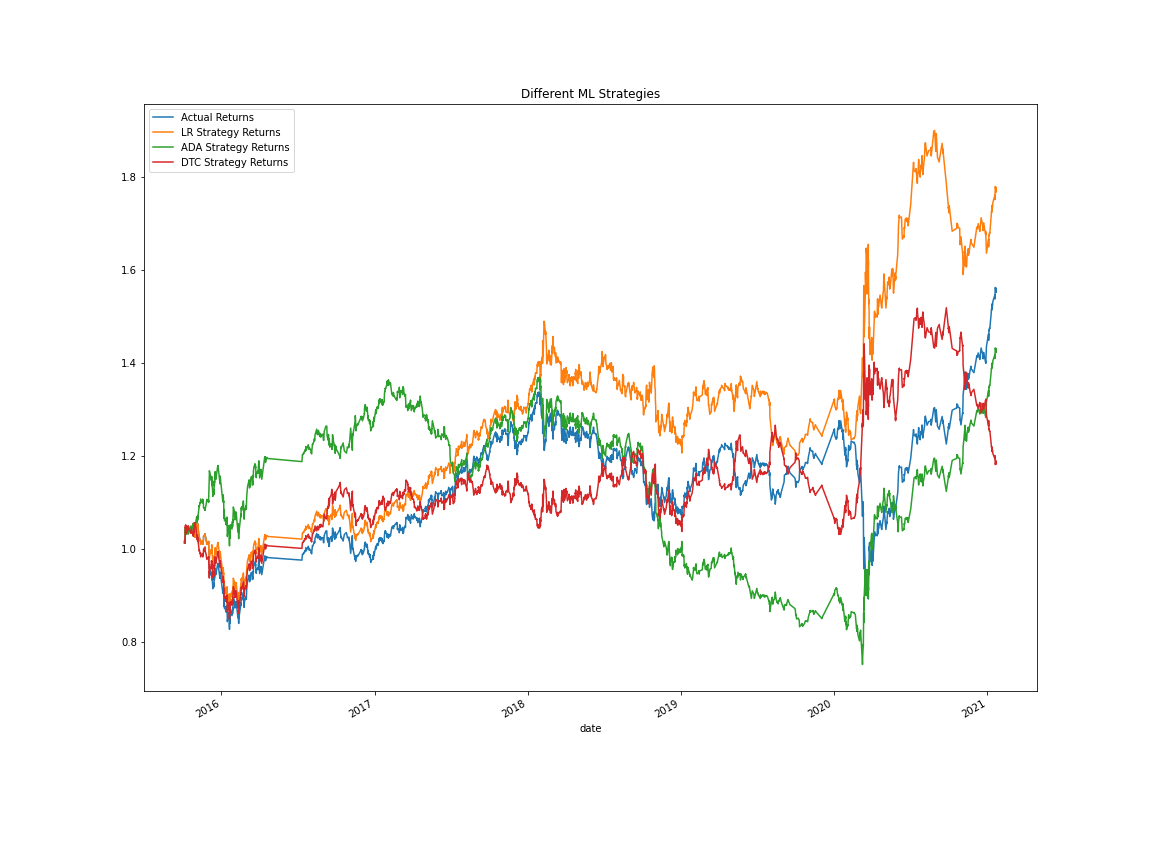 Different ML Strategies
Actual Returns
LR Strategy Returns
ADA Strategy Returns
DTC Strategy Returns
1.8
1.6
1.4
1.2
1.0
0.8
2016
2017
2018
2019
2020
2021
date